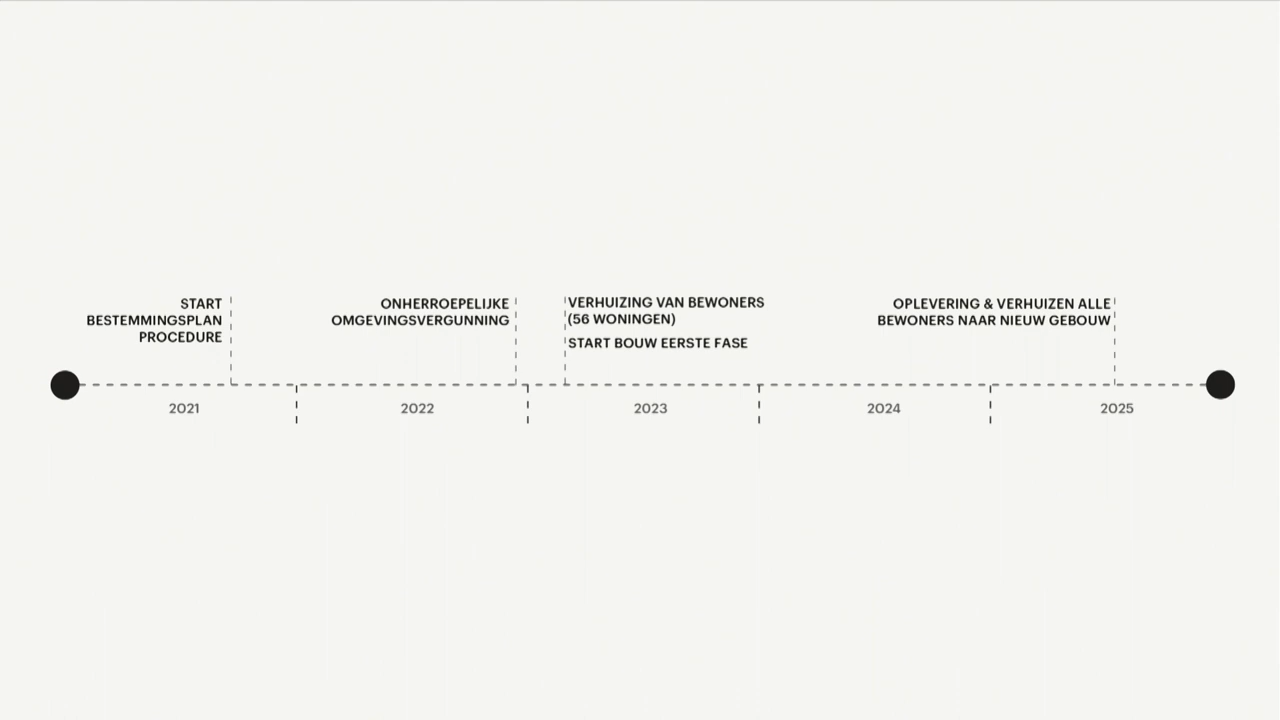 START
BESTEMMINGSPLAN
PROCEDURE
ONHERROEPELIJKE
OMGEVINGSVERGUNNING
VERHUIZING VAN BEWONERS
(56 WONINGEN)
START BOUW EERSTE FASE
OPLEVERING & VERHUIZEN ALLE
BEWONERS NAAR NIEUW GEBOUW
2021
2022
2023
2024
2025